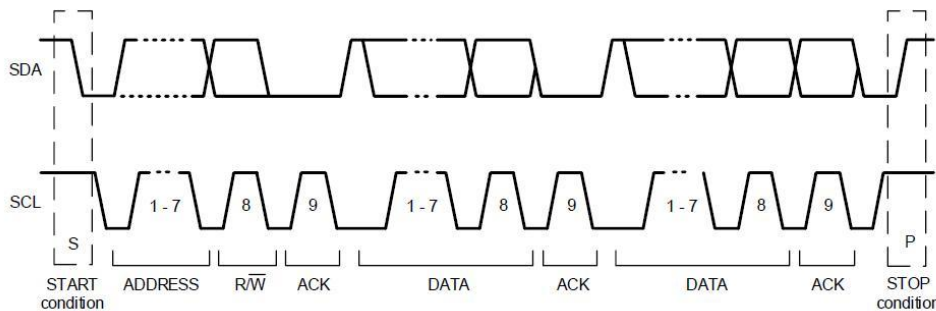 SDA
SCL
1 - 7
8
9
1 - 7
8
9
1 - 7
8
9
S
P
START
condition
ADDRESS
R/W̅
ACK
DATA
ACK
DATA
ACK
STOP
condition